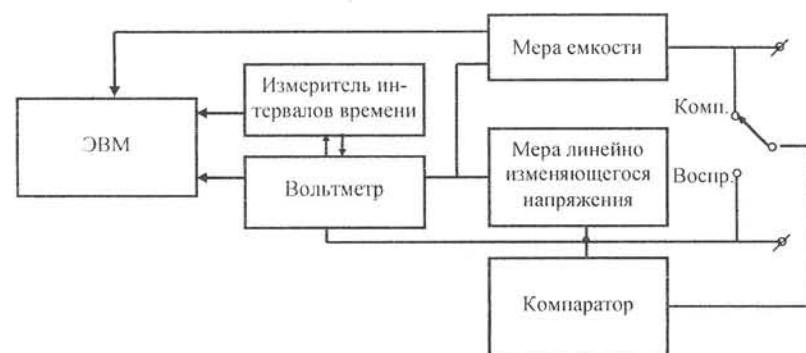 Мера емкости
Измеритель ин-
тервалов времени
ЭВМ
Комп.
Мера линейно
изменяющегося
напряжения
Воспр.
Вольтметр
Компаратор